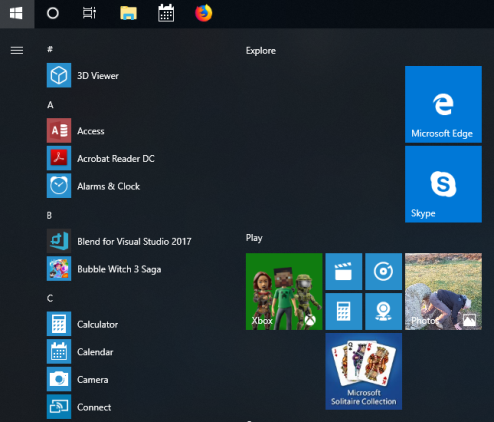 #
3D Viewer
A
Access
Acrobat Reader DC
Alarms & Clock
B
Blend for Visual Studio 2017
Bubble Witch 3 Saga
C
Calculator
Calendar
Camera
Connect
Explore
Microsoft Edge
Skype
Play
Xbox
Photos
Microsoft
Solitaire Collection